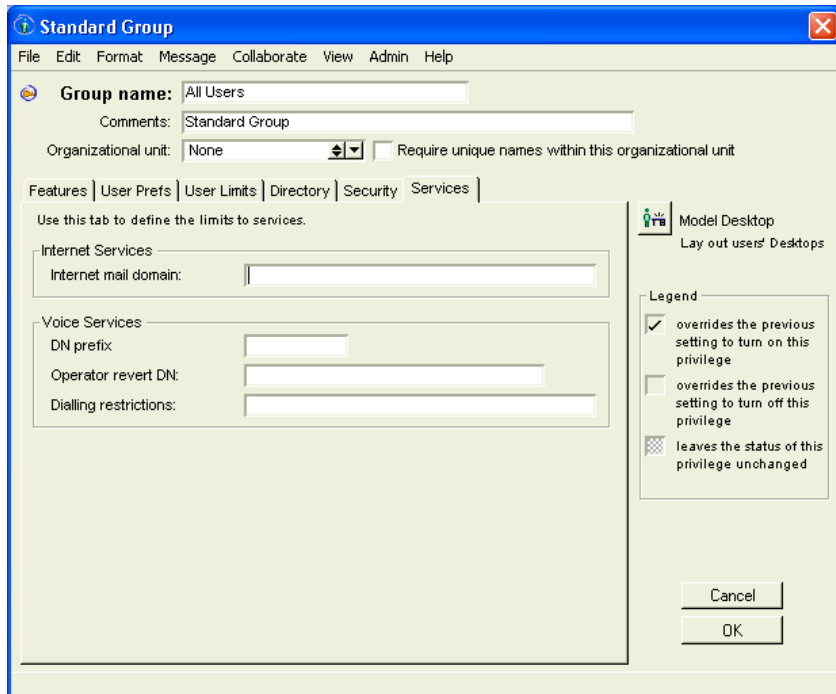 Standard Group
File Edit Format Message Collaborate View Admin Help
Group name: All Users
Comments: Standard Group
Organizational unit: None Require unique names within this organizational unit
Features User Prefs User Limits Directory Security Services
Use this tab to define the limits to services.
Internet Services
Internet mail domain:
Voice Services
DN prefix
Operator revert DN:
Dialling restrictions:
Model Desktop
Lay out users' Desktops
Legend
overrides the previous
setting to turn on this
privilege
overrides the previous
setting to turn off this
privilege
leaves the status of this
privilege unchanged
Cancel
OK